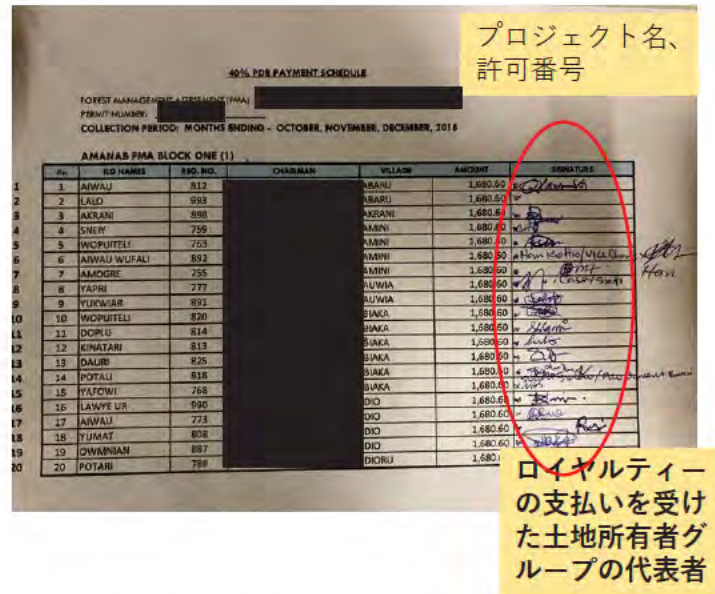 プロジェクト名、
許可番号
40% PDB PAYMENT SCHEDULE
FOREST MANAGEMENT AGREEMENT (FMA)
PERMIT NUMBER:
COLLECTION PERIOD: MONTHS ENDING - OCTOBER, NOVEMBER, DECEMBER, 2018
AMANAB FMA BLOCK ONE (1)
ILG NAMES REG. NO. CHAIRMAN VILLAGE AMOUNT SIGNATURE
1 1 AIWAU 812 ABARU 1,680.60
2 2 LALO 993 ABARU 1,680.60
3 3 AKRANI 898 AKRANI 1,680.60
4 4 SNEIY 759 AMINI 1,680.60
5 5 WOPUITELI 763 AMINI 1,680.60
6 6 AIWAU WUFALI 892 AMINI 1,680.60
7 7 AMOGRE 755 AMINI 1,680.60
8 8 YAPRI 777 AUWIA 1,680.60
9 9 YUKWIAR 891 AUWIA 1,680.60
10 10 WOPUITELI 820 BIAKA 1,680.60
11 11 DOPLU 814 BIAKA 1,680.60
12 12 KINATARI 813 BIAKA 1,680.60
13 13 DAURI 825 BIAKA 1,680.60
14 14 POTALI 818 BIAKA 1,680.60
15 15 YAFOWI 768 BIAKA 1,680.60
16 16 LAWYE UR 990 DIO 1,680.60
17 17 AIWAU 773 DIO 1,680.60
18 18 YUMAT 808 DIO 1,680.60
19 19 OWMNIAN 887 DIO 1,680.60
20 20 POTARI 788 DIORU
ロイヤルティー
の支払いを受け
た土地所有者グ
ループの代表者